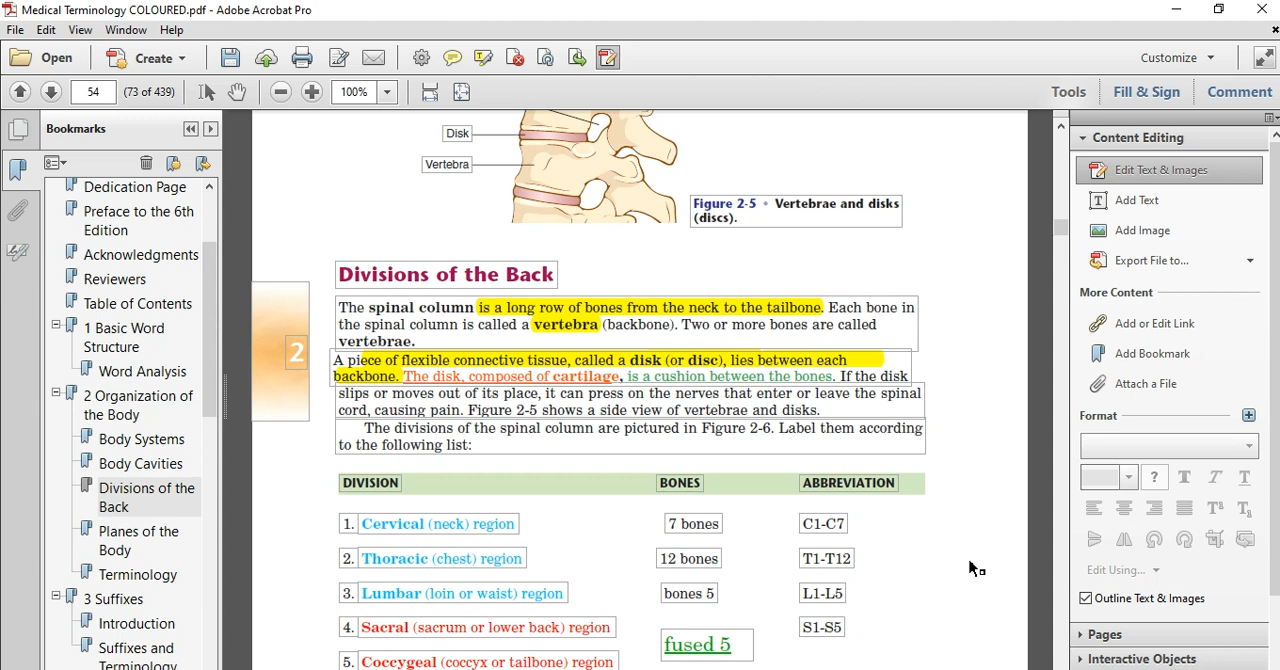 Medical Terminology COLOURED.pdf - Adobe Acrobat Pro
File Edit View Window Help
Open Create Customize
54 (73 of 439) 100% Tools Fill & Sign Comment
Bookmarks
Dedication Page
Preface to the 6th
Edition
Acknowledgments
Reviewers
Table of Contents
1 Basic Word
Structure
Word Analysis
2 Organization of
the Body
Body Systems
Body Cavities
Divisions of the
Back
Planes of the
Body
Terminology
3 Suffixes
Introduction
Suffixes and
Terminology
Disk
Vertebra
Figure 2-5 • Vertebrae and disks
(discs).
Divisions of the Back
The spinal column is a long row of bones from the neck to the tailbone. Each bone in
the spinal column is called a vertebra (backbone). Two or more bones are called
vertebrae.
2
A piece of flexible connective tissue, called a disk (or disc), lies between each
backbone. The disk, composed of cartilage, is a cushion between the bones. If the disk
slips or moves out of its place, it can press on the nerves that enter or leave the spinal
cord, causing pain. Figure 2-5 shows a side view of vertebrae and disks.
The divisions of the spinal column are pictured in Figure 2-6. Label them according
to the following list:
DIVISION BONES ABBREVIATION
1. Cervical (neck) region 7 bones C1-C7
2. Thoracic (chest) region 12 bones T1-T12
3. Lumbar (loin or waist) region bones 5 L1-L5
4. Sacral (sacrum or lower back) region fused 5 S1-S5
5. Coccygeal (coccyx or tailbone) region
Content Editing
Edit Text & Images
Add Text
Add Image
Export File to...
More Content
Add or Edit Link
Add Bookmark
Attach a File
Format
? T T T
T¹ T₁
Edit Using...
Outline Text & Images
Pages
Interactive Objects